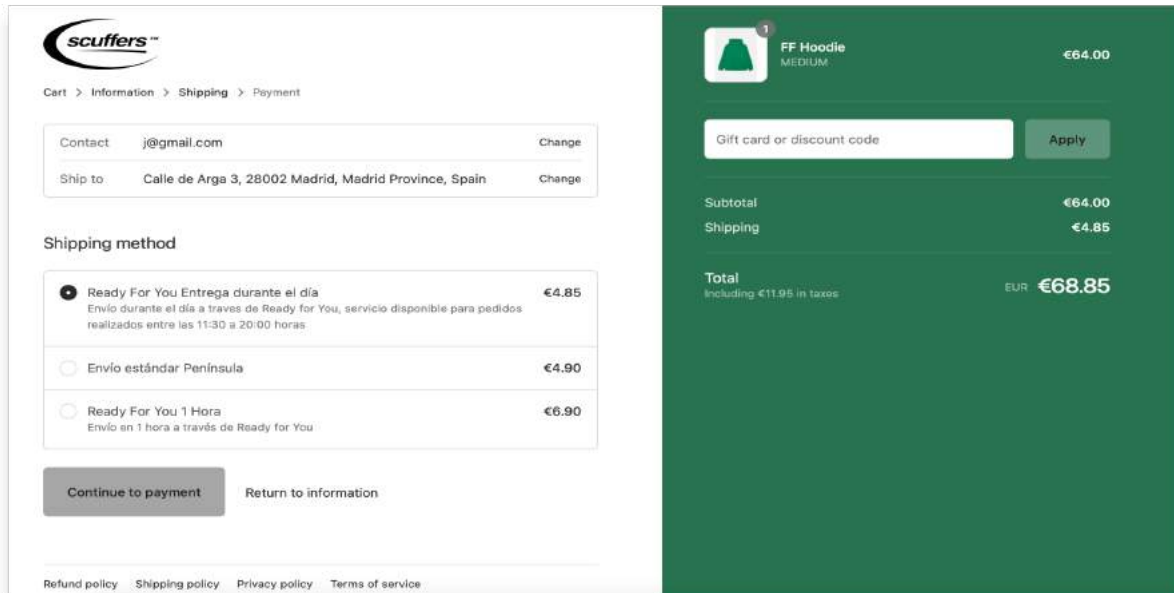 scuffers™
Cart > Information > Shipping > Payment
Contact j@gmail.com Change
Ship to Calle de Arga 3, 28002 Madrid, Madrid Province, Spain Change
Shipping method
Ready For You Entrega durante el día €4.85
Envío durante el día a traves de Ready for You, servicio disponible para pedidos
realizados entre las 11:30 a 20:00 horas
Envío estándar Península €4.90
Ready For You 1 Hora €6.90
Envío en 1 hora a través de Ready for You
Continue to payment Return to information
Refund policy Shipping policy Privacy policy Terms of service
1
FF Hoodie €64.00
MEDIUM
Gift card or discount code Apply
Subtotal €64.00
Shipping €4.85
Total EUR €68.85
Including €11.95 in taxes